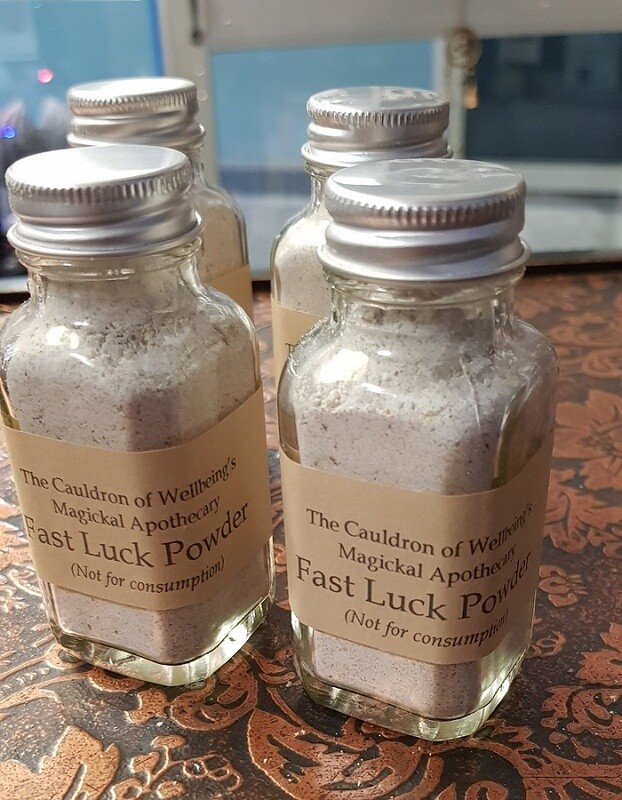 The Cauldron of Wellbeing's
Magickal Apothecary
Fast Luck Powder
(Not for consumption)
The Cauldron of Wellbeing's
Magickal Apothecary
Fast Luck Powder
(Not for consumption)